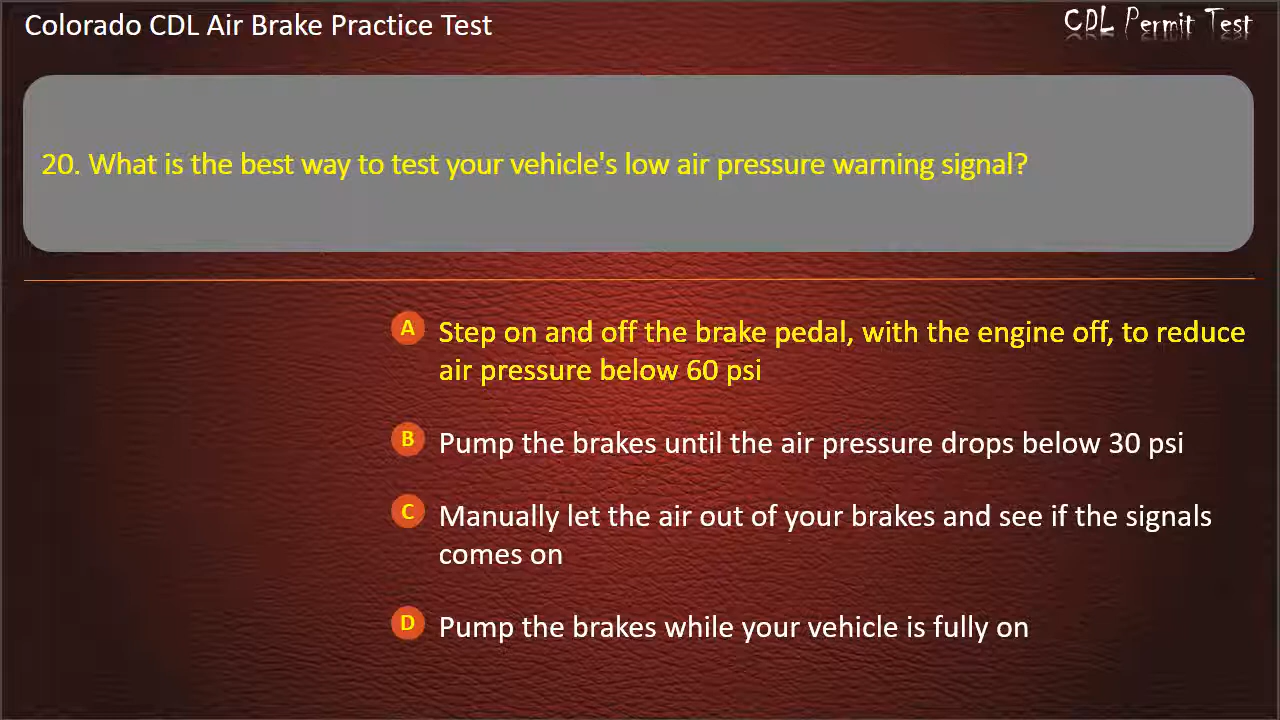 Colorado CDL Air Brake Practice Test
CDL Permit Test
20. What is the best way to test your vehicle's low air pressure warning signal?
A Step on and off the brake pedal, with the engine off, to reduce
air pressure below 60 psi
B Pump the brakes until the air pressure drops below 30 psi
C Manually let the air out of your brakes and see if the signals
comes on
D Pump the brakes while your vehicle is fully on